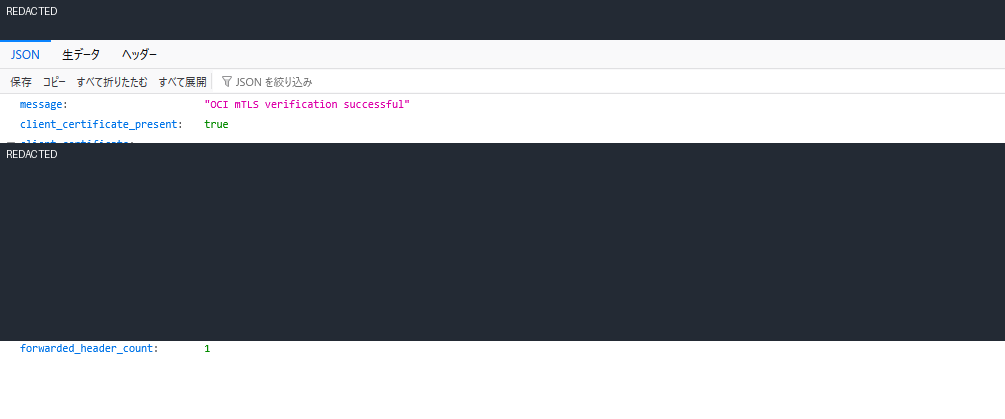 REDACTED
JSON 生データ ヘッダー
保存 コピー すべて折りたたむ すべて展開 JSON を絞り込み
message: "OCI mTLS verification successful"
client_certificate_present: true
REDACTED
forwarded_header_count: 1